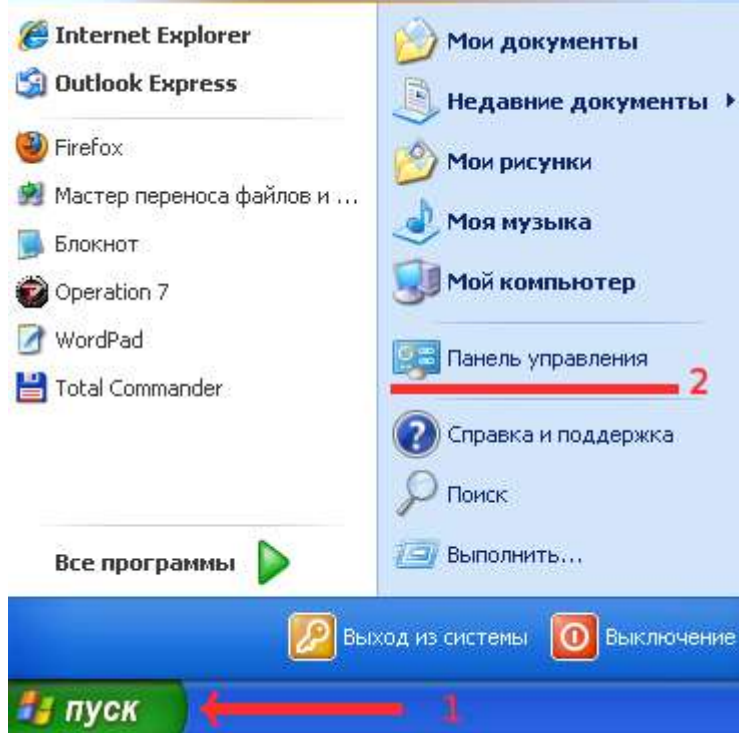 Internet Explorer
Outlook Express
Firefox
Мастер переноса файлов и ...
Блокнот
Operation 7
WordPad
Total Commander
Все программы
Мои документы
Недавние документы
Мои рисунки
Моя музыка
Мой компьютер
Панель управления
2
Справка и поддержка
Поиск
Выполнить...
Выход из системы
Выключение
пуск
1